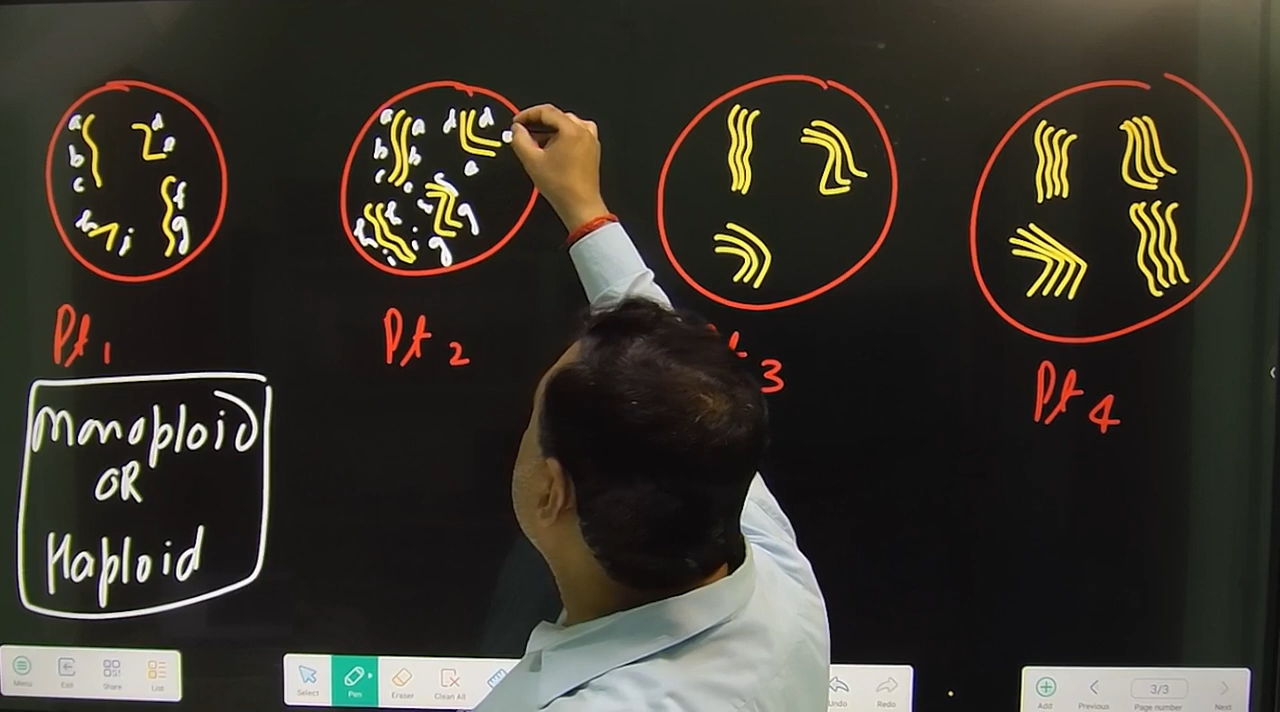 a
b
c
d
e
f
g
h i
a a
b b
c c
d d
e e
f
g g
h h
i i
Pt 1
Pt 2
3
Pt 4
Monoploid
OR
Haploid
Menu
Exit
Share
List
Select
Pen
Eraser
Clean All
Undo
Redo
Add
Previous
3/3
Page number
Next